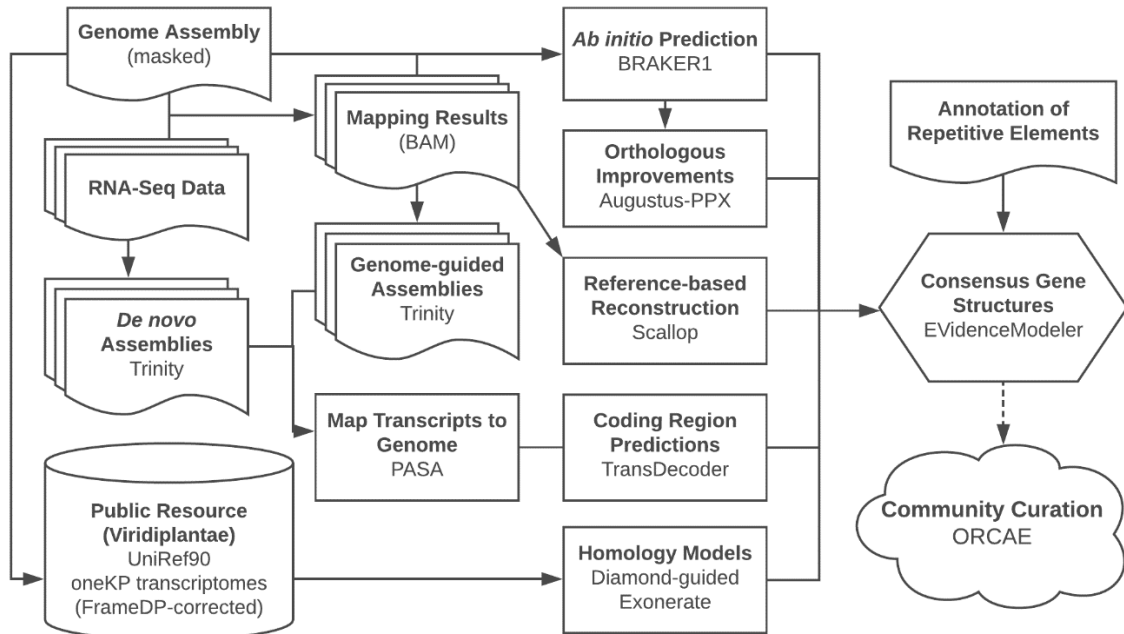 Genome Assembly
(masked)
RNA-Seq Data
De novo
Assemblies
Trinity
Public Resource
(Viridiplantae)
UniRef90
oneKP transcriptomes
(FrameDP-corrected)
Mapping Results
(BAM)
Genome-guided
Assemblies
Trinity
Map Transcripts to
Genome
PASA
Ab initio Prediction
BRAKER1
Orthologous
Improvements
Augustus-PPX
Reference-based
Reconstruction
Scallop
Coding Region
Predictions
TransDecoder
Homology Models
Diamond-guided
Exonerate
Annotation of
Repetitive Elements
Consensus Gene
Structures
EVidenceModeler
Community Curation
ORCAE